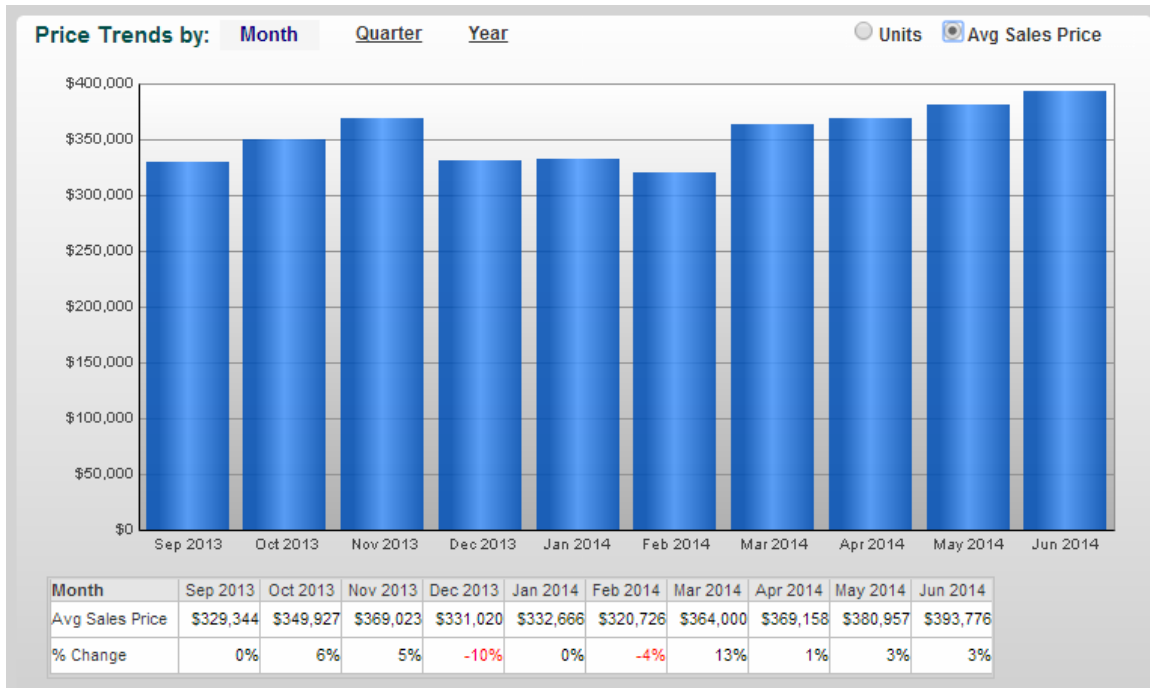 Price Trends by: Month Quarter Year Units Avg Sales Price
$400,000
$350,000
$300,000
$250,000
$200,000
$150,000
$100,000
$50,000
$0
Sep 2013 Oct 2013 Nov 2013 Dec 2013 Jan 2014 Feb 2014 Mar 2014 Apr 2014 May 2014 Jun 2014
Month Sep 2013 Oct 2013 Nov 2013 Dec 2013 Jan 2014 Feb 2014 Mar 2014 Apr 2014 May 2014 Jun 2014
Avg Sales Price $329,344 $349,927 $369,023 $331,020 $332,666 $320,726 $364,000 $369,158 $380,957 $393,776
% Change 0% 6% 5% -10% 0% -4% 13% 1% 3% 3%